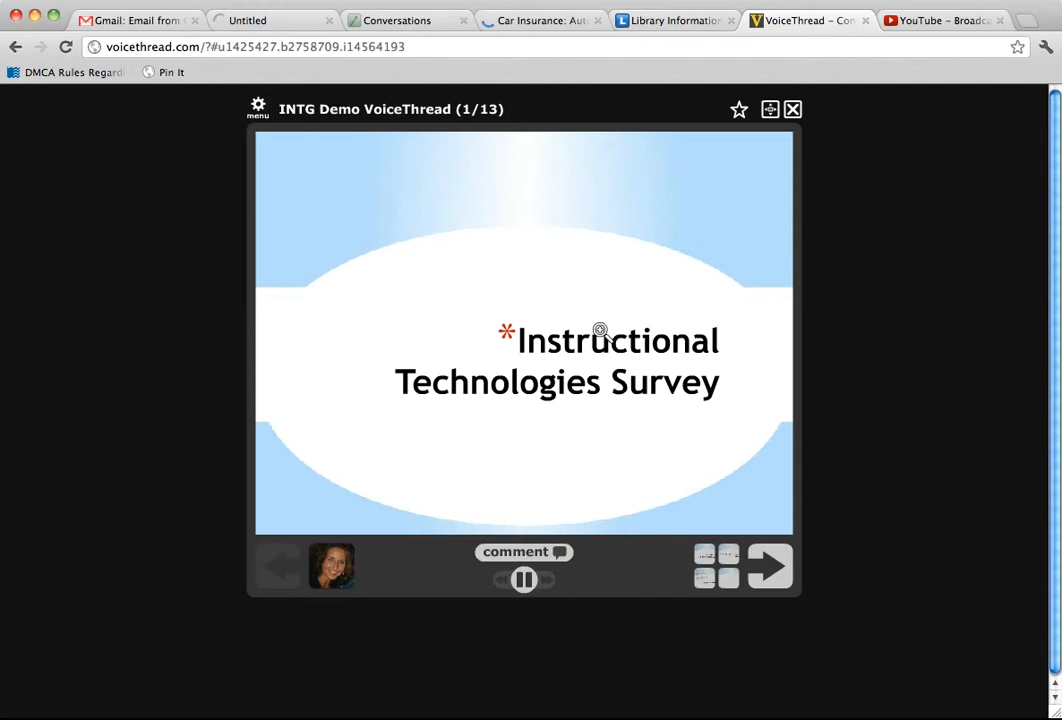 Gmail: Email from
Untitled
Conversations
Car Insurance: Aut
Library Information
VoiceThread – Con
YouTube – Broadca
voicethread.com/?#u1425427.b2758709.i14564193
DMCA Rules Regardi
Pin It
menu
INTG Demo VoiceThread (1/13)
*Instructional
Technologies Survey
comment